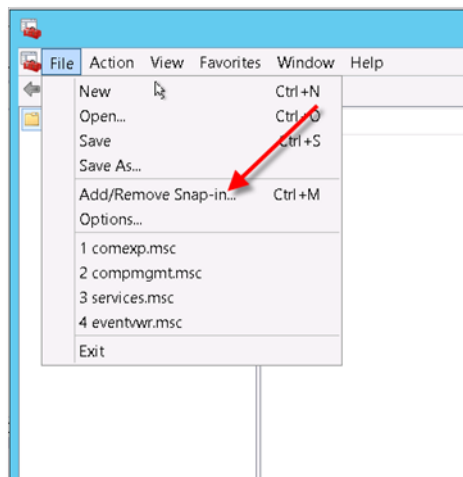 File Action View Favorites Window Help
New Ctrl+N
Open... Ctrl+O
Save Ctrl+S
Save As...
Add/Remove Snap-in... Ctrl+M
Options...
1 comexp.msc
2 compmgmt.msc
3 services.msc
4 eventvwr.msc
Exit